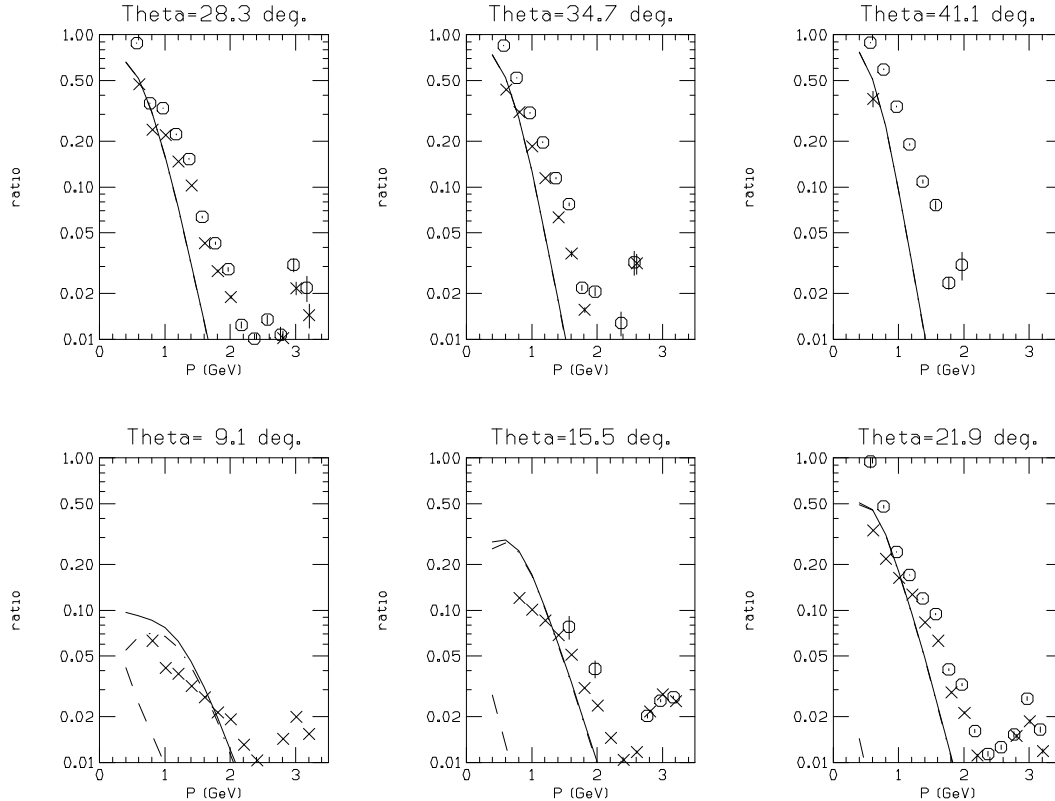 Theta=28.3 deg. Theta=34.7 deg. Theta=41.1 deg.
1.00 1.00 1.00
0.50 0.50 0.50
0.20 0.20 0.20
ratio ratio ratio
0.10 0.10 0.10
0.05 0.05 0.05
0.02 0.02 0.02
0.01 0.01 0.01
0 1 2 3 0 1 2 3 0 1 2 3
P (GeV) P (GeV) P (GeV)
Theta= 9.1 deg. Theta=15.5 deg. Theta=21.9 deg.
1.00 1.00 1.00
0.50 0.50 0.50
0.20 0.20 0.20
ratio ratio ratio
0.10 0.10 0.10
0.05 0.05 0.05
0.02 0.02 0.02
0.01 0.01 0.01
0 1 2 3 0 1 2 3 0 1 2 3
P (GeV) P (GeV) P (GeV)